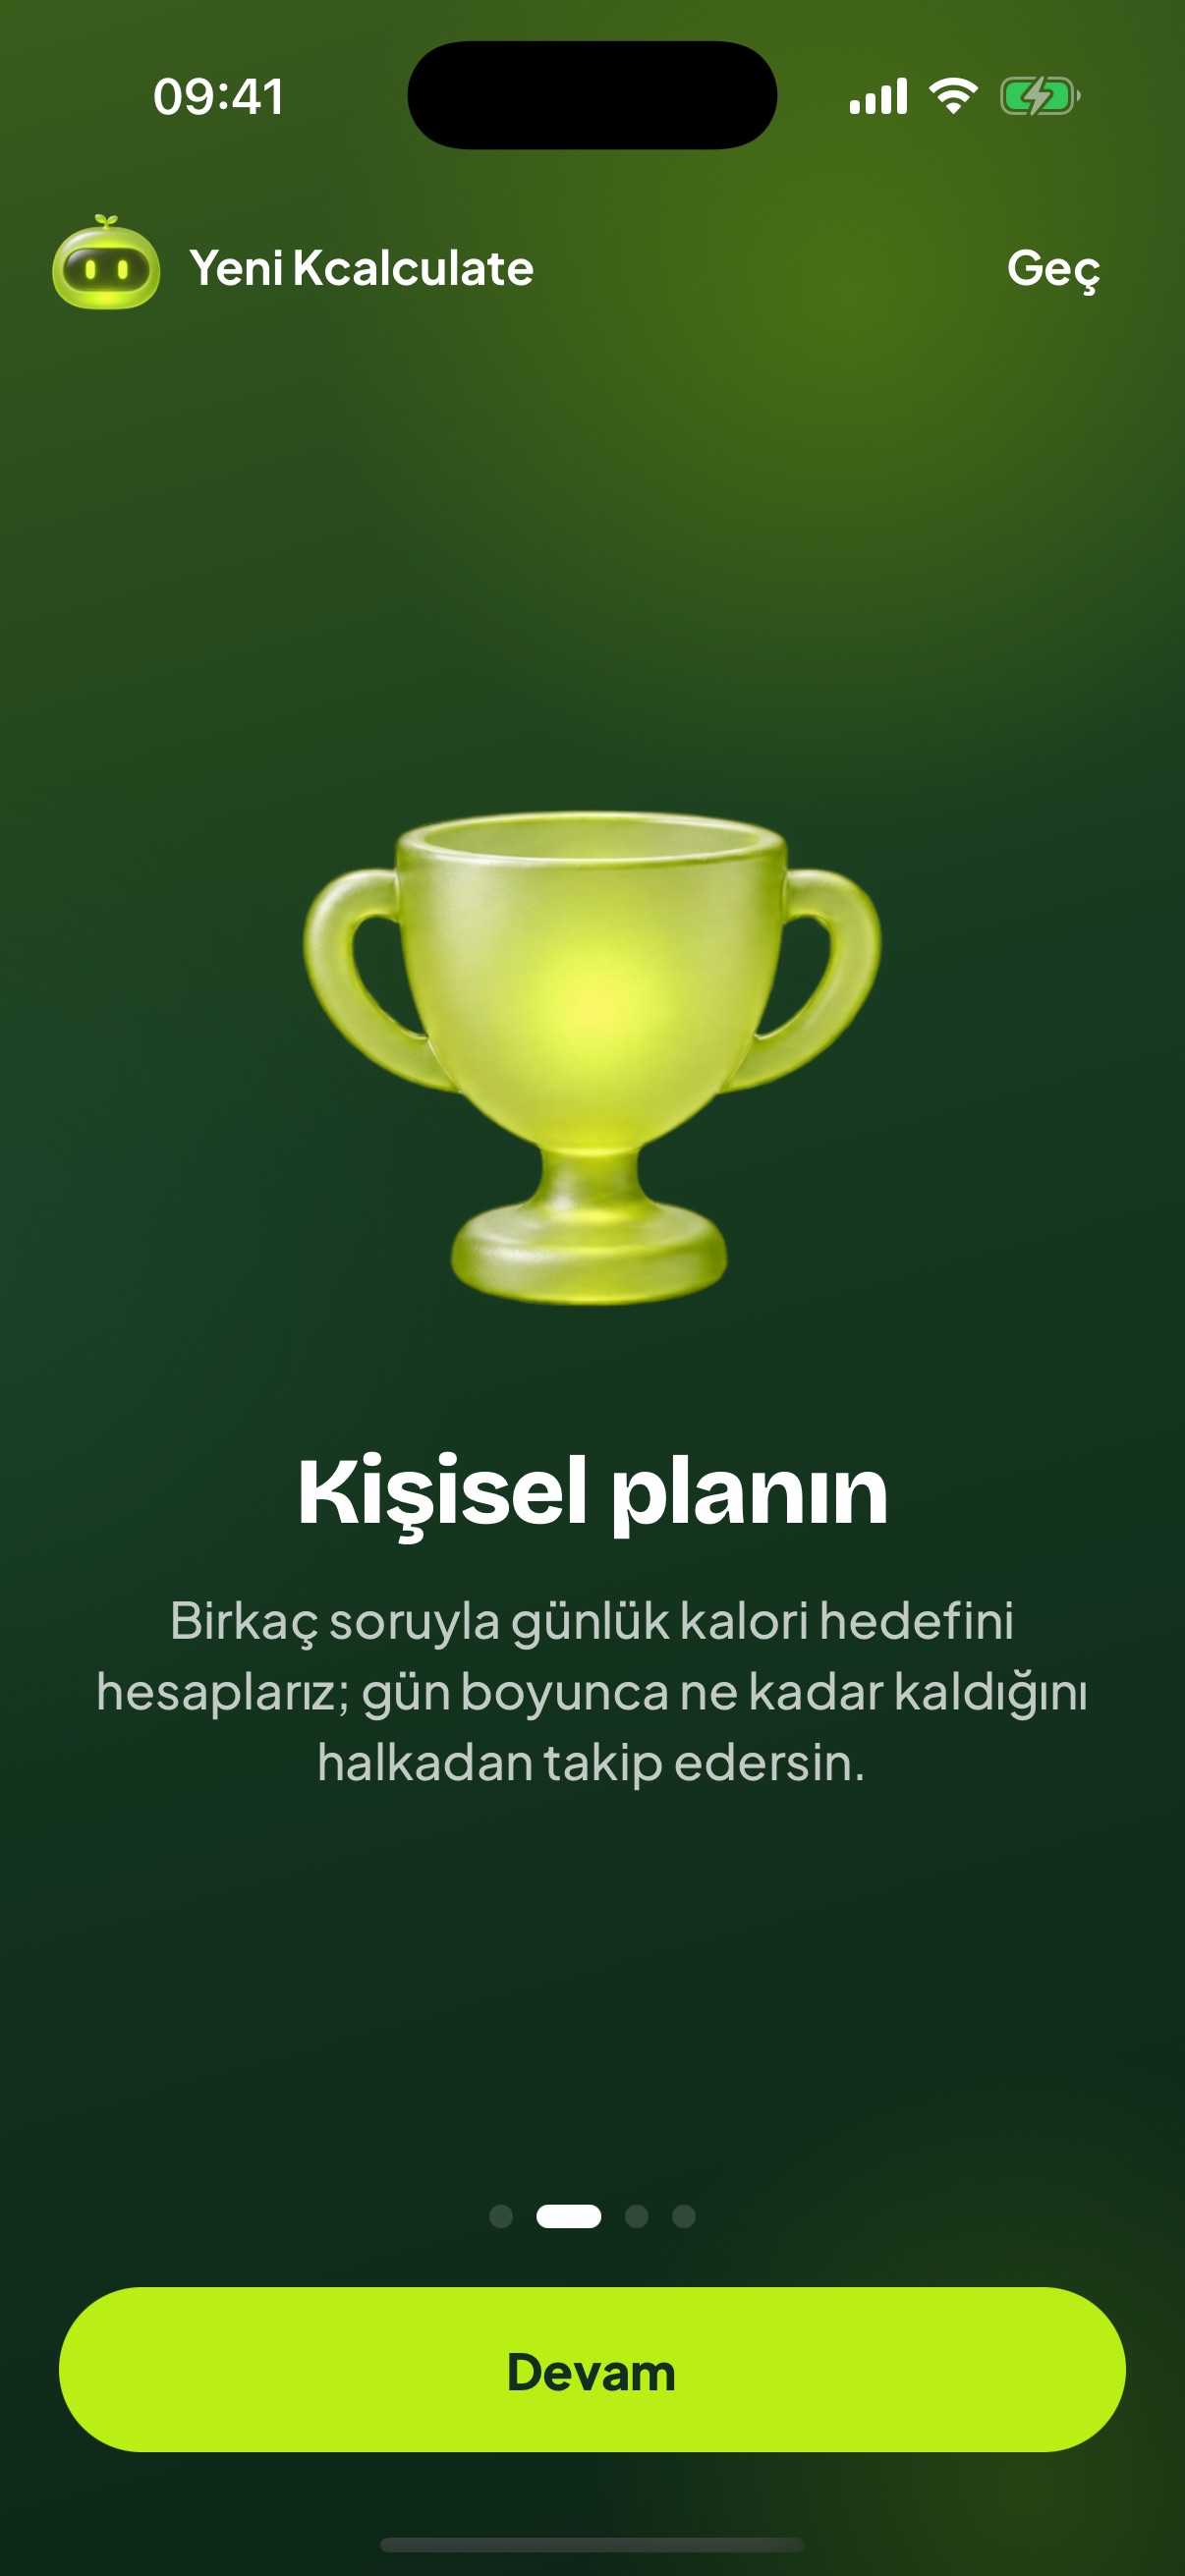 09:41
Yeni Kcalculate
Geç
Kişisel planın
Birkaç soruyla günlük kalori hedefini
hesaplarız; gün boyunca ne kadar kaldığını
halkadan takip edersin.
Devam